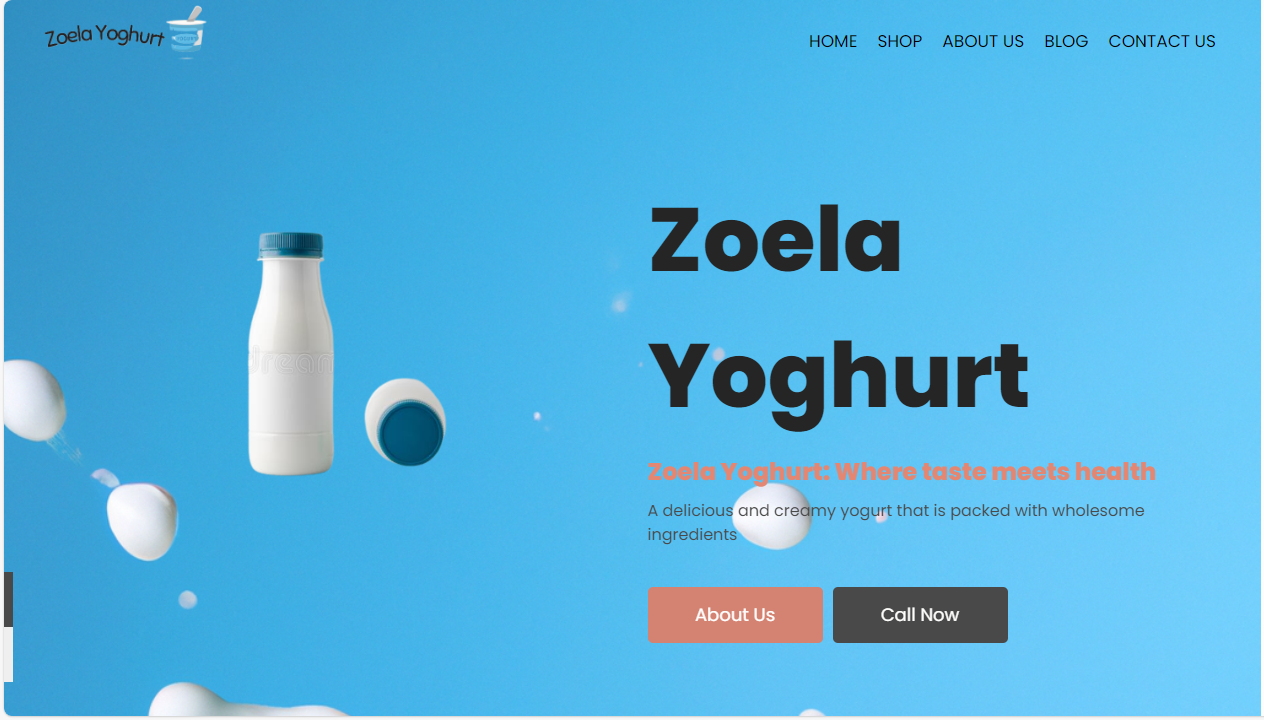 Zoela Yoghurt
HOME SHOP ABOUT US BLOG CONTACT US
Zoela
Yoghurt
dream
Zoela Yoghurt: Where taste meets health
A delicious and creamy yogurt that is packed with wholesome
ingredients
About Us Call Now